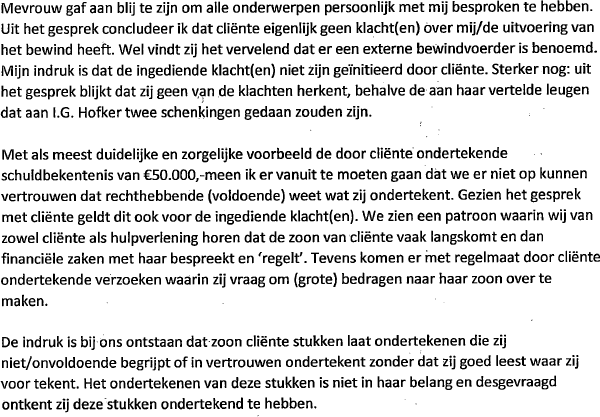 Mevrouw gaf aan blij te zijn om alle onderwerpen persoonlijk met mij besproken te hebben.
Uit het gesprek concludeer ik dat cliënte eigenlijk geen klacht(en) over mij/de uitvoering van
het bewind heeft. Wel vindt zij het vervelend dat er een externe bewindvoerder is benoemd.
Mijn indruk is dat de ingediende klacht(en) niet zijn geïnitieerd door cliënte. Sterker nog: uit
het gesprek blijkt dat zij geen van de klachten herkent, behalve de aan haar vertelde leugen
dat aan I.G. Hofker twee schenkingen gedaan zouden zijn.

Met als meest duidelijke en zorgelijke voorbeeld de door cliënte ondertekende
schuldbekentenis van €50.000,-meen ik er vanuit te moeten gaan dat we er niet op kunnen
vertrouwen dat rechthebbende (voldoende) weet wat zij ondertekent. Gezien het gesprek
met cliënte geldt dit ook voor de ingediende klacht(en). We zien een patroon waarin wij van
zowel cliënte als hulpverlening horen dat de zoon van cliënte vaak langskomt en dan
financiële zaken met haar bespreekt en ‘regelt’. Tevens komen er met regelmaat door cliënte
ondertekende verzoeken waarin zij vraag om (grote) bedragen naar haar zoon over te
maken.

De indruk is bij ons ontstaan dat zoon cliënte stukken laat ondertekenen die zij
niet/onvoldoende begrijpt of in vertrouwen ondertekent zonder dat zij goed leest waar zij
voor tekent. Het ondertekenen van deze stukken is niet in haar belang en desgevraagd
ontkent zij deze stukken ondertekend te hebben.